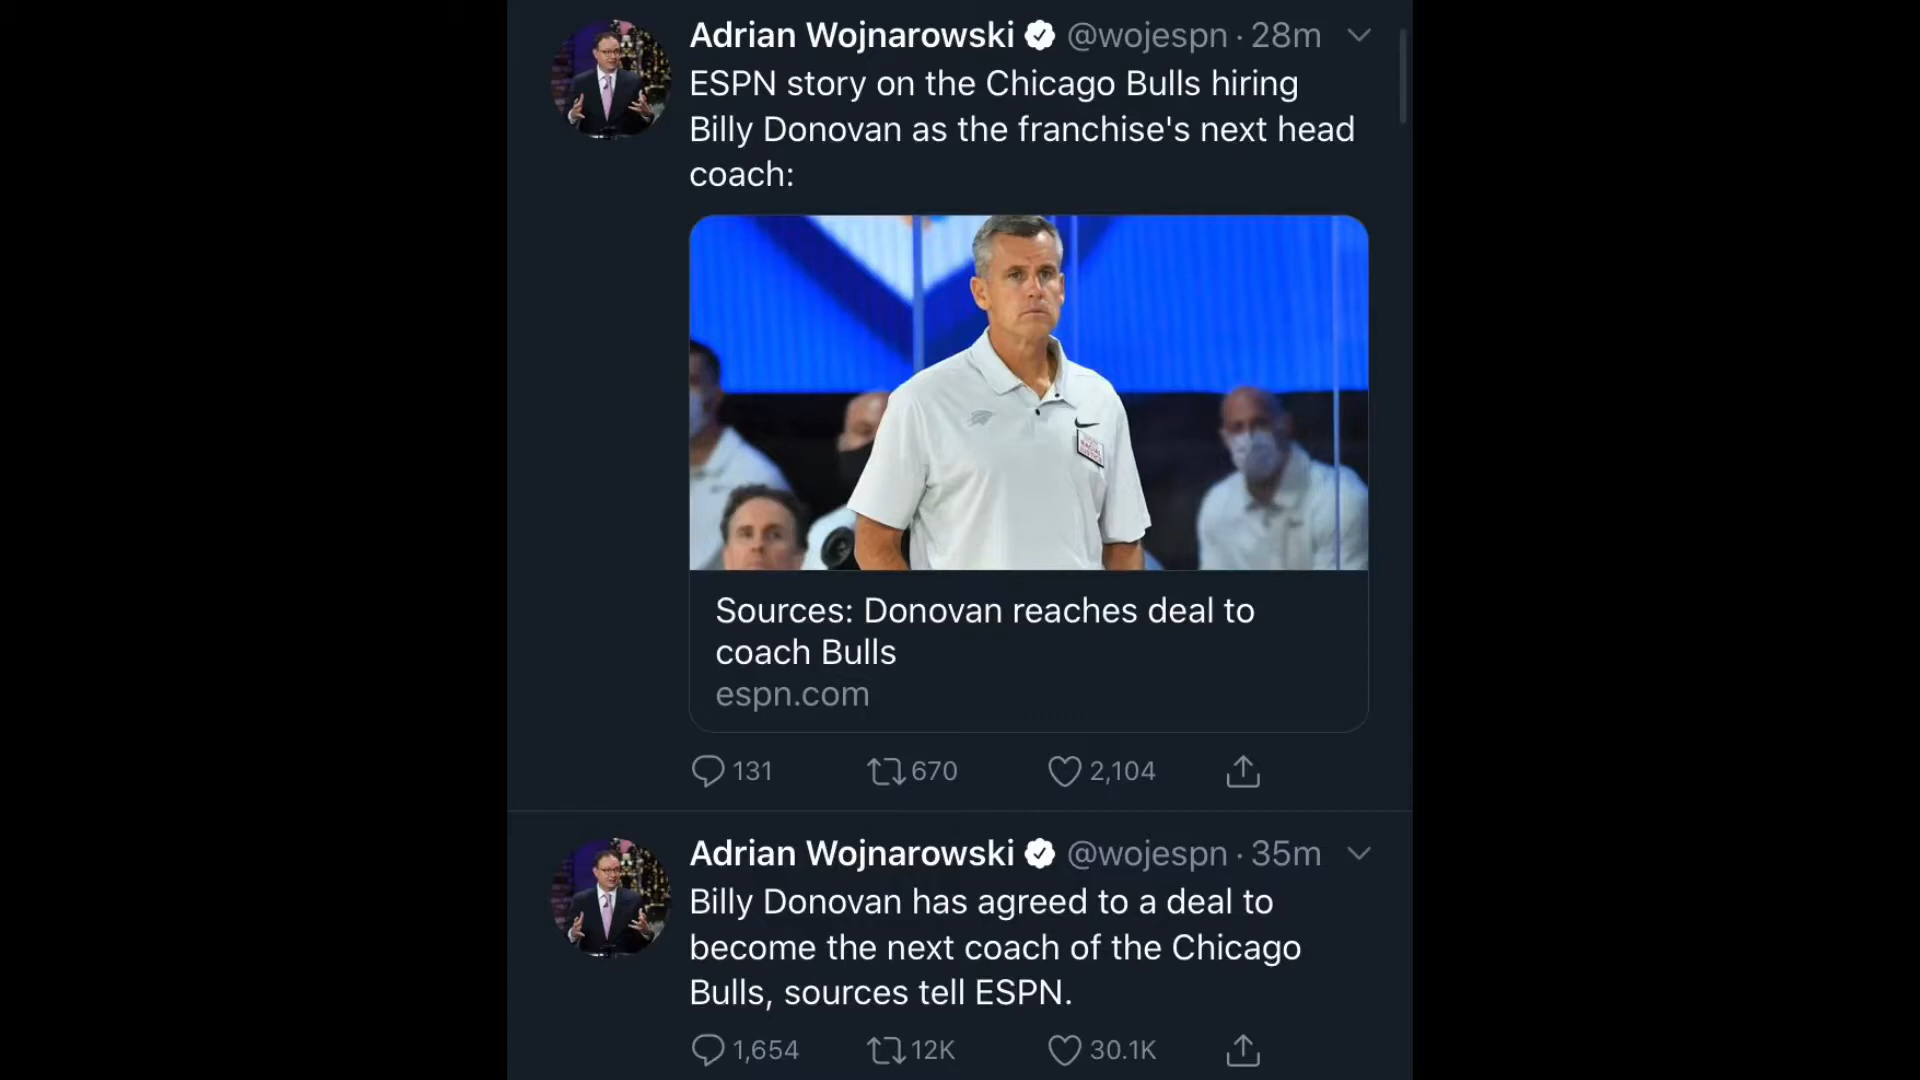 Adrian Wojnarowski @wojespn · 28m
ESPN story on the Chicago Bulls hiring
Billy Donovan as the franchise's next head
coach:
Sources: Donovan reaches deal to
coach Bulls
espn.com
131 670 2,104
Adrian Wojnarowski @wojespn · 35m
Billy Donovan has agreed to a deal to
become the next coach of the Chicago
Bulls, sources tell ESPN.
1,654 12K 30.1K